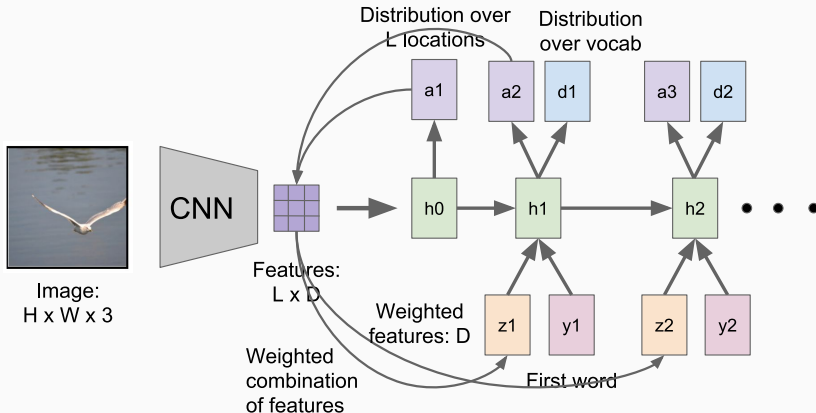 Distribution over
L locations
Distribution
over vocab
a1
a2
d1
a3
d2
CNN
h0
h1
h2
Features:
L x D
Image:
H x W x 3
Weighted
features: D
z1
y1
z2
y2
Weighted
combination
of features
First word